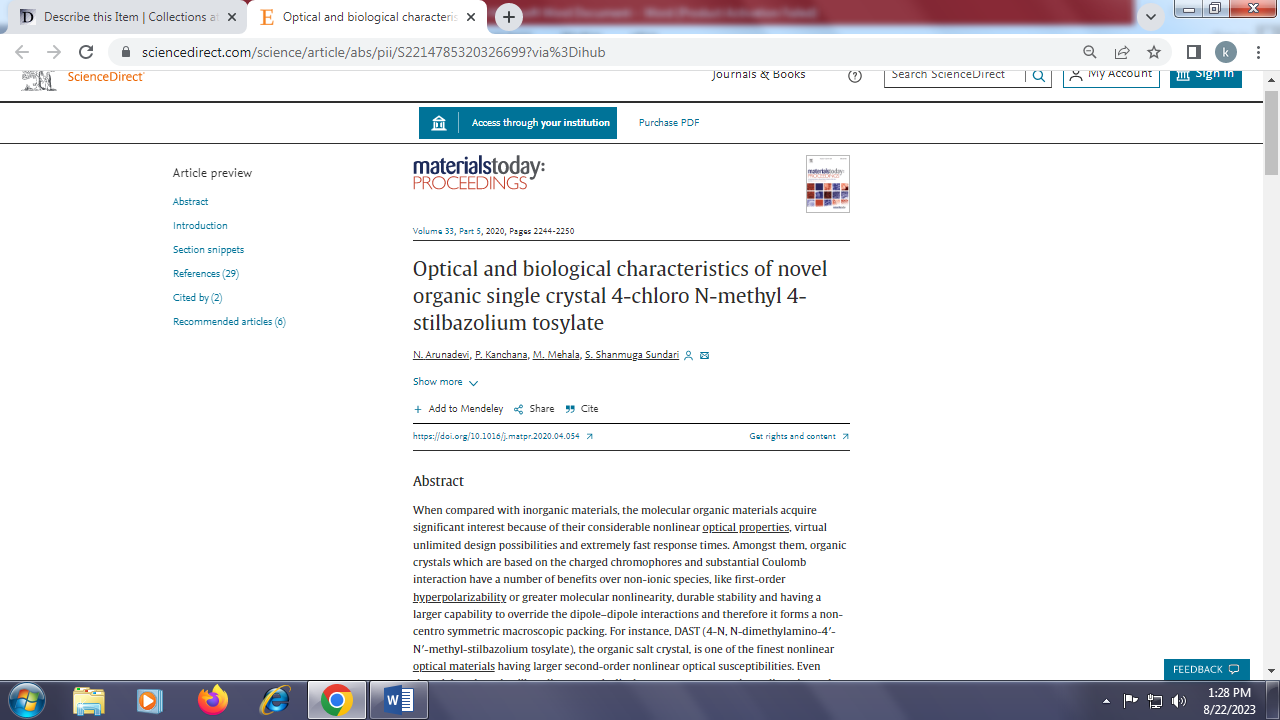 Describe this Item | Collections at
Optical and biological characteris
sciencedirect.com/science/article/abs/pii/S2214785320326699?via%3Dihub
k
ScienceDirect
Journals & Books
?
Search ScienceDirect
My Account
Sign in
Access through your institution
Purchase PDF
Article preview
Abstract
Introduction
Section snippets
References (29)
Cited by (2)
Recommended articles (6)
materialstoday:
PROCEEDINGS
materialstoday:
PROCEEDINGS
Volume 33, Part 5, 2020, Pages 2244-2250
Optical and biological characteristics of novel
organic single crystal 4-chloro N-methyl 4-
stilbazolium tosylate
N. Arunadevi, P. Kanchana, M. Mehala, S. Shanmuga Sundari
Show more
Add to Mendeley Share Cite
https://doi.org/10.1016/j.matpr.2020.04.054
Get rights and content
Abstract
When compared with inorganic materials, the molecular organic materials acquire
significant interest because of their considerable nonlinear optical properties, virtual
unlimited design possibilities and extremely fast response times. Amongst them, organic
crystals which are based on the charged chromophores and substantial Coulomb
interaction have a number of benefits over non-ionic species, like first-order
hyperpolarizability or greater molecular nonlinearity, durable stability and having a
larger capability to override the dipole–dipole interactions and therefore it forms a non-
centro symmetric macroscopic packing. For instance, DAST (4-N, N-dimethylamino-4′-
N′-methyl-stilbazolium tosylate), the organic salt crystal, is one of the finest nonlinear
optical materials having larger second-order nonlinear optical susceptibilities. Even
FEEDBACK
1:28 PM
8/22/2023